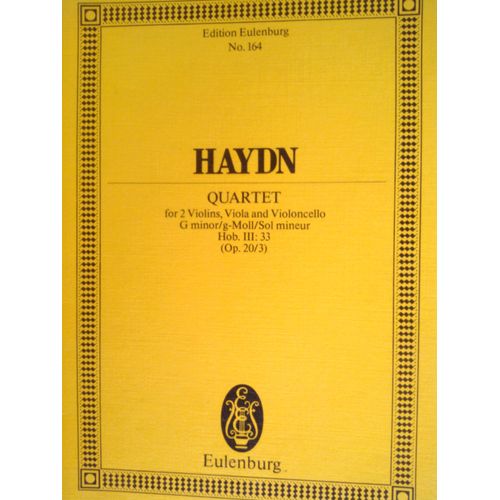 Edition Eulenburg
No. 164
HAYDN
QUARTET
for 2 Violins, Viola and Violoncello
G minor/g-Moll/Sol mineur
Hob. III: 33
(Op. 20/3)
Eulenburg